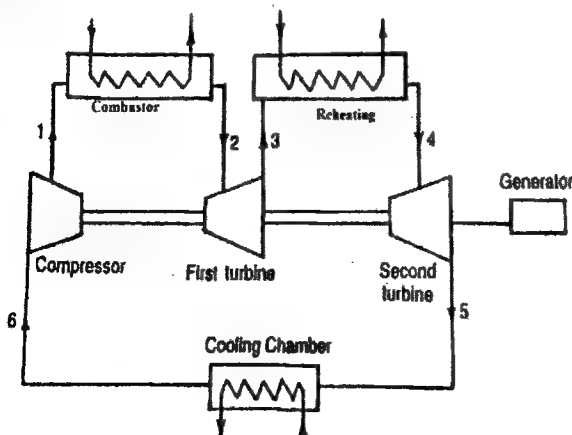 Combustor
Reheating
1
2
3
4
Generator
Compressor
First turbine
Second
turbine
6
5
Cooling Chamber